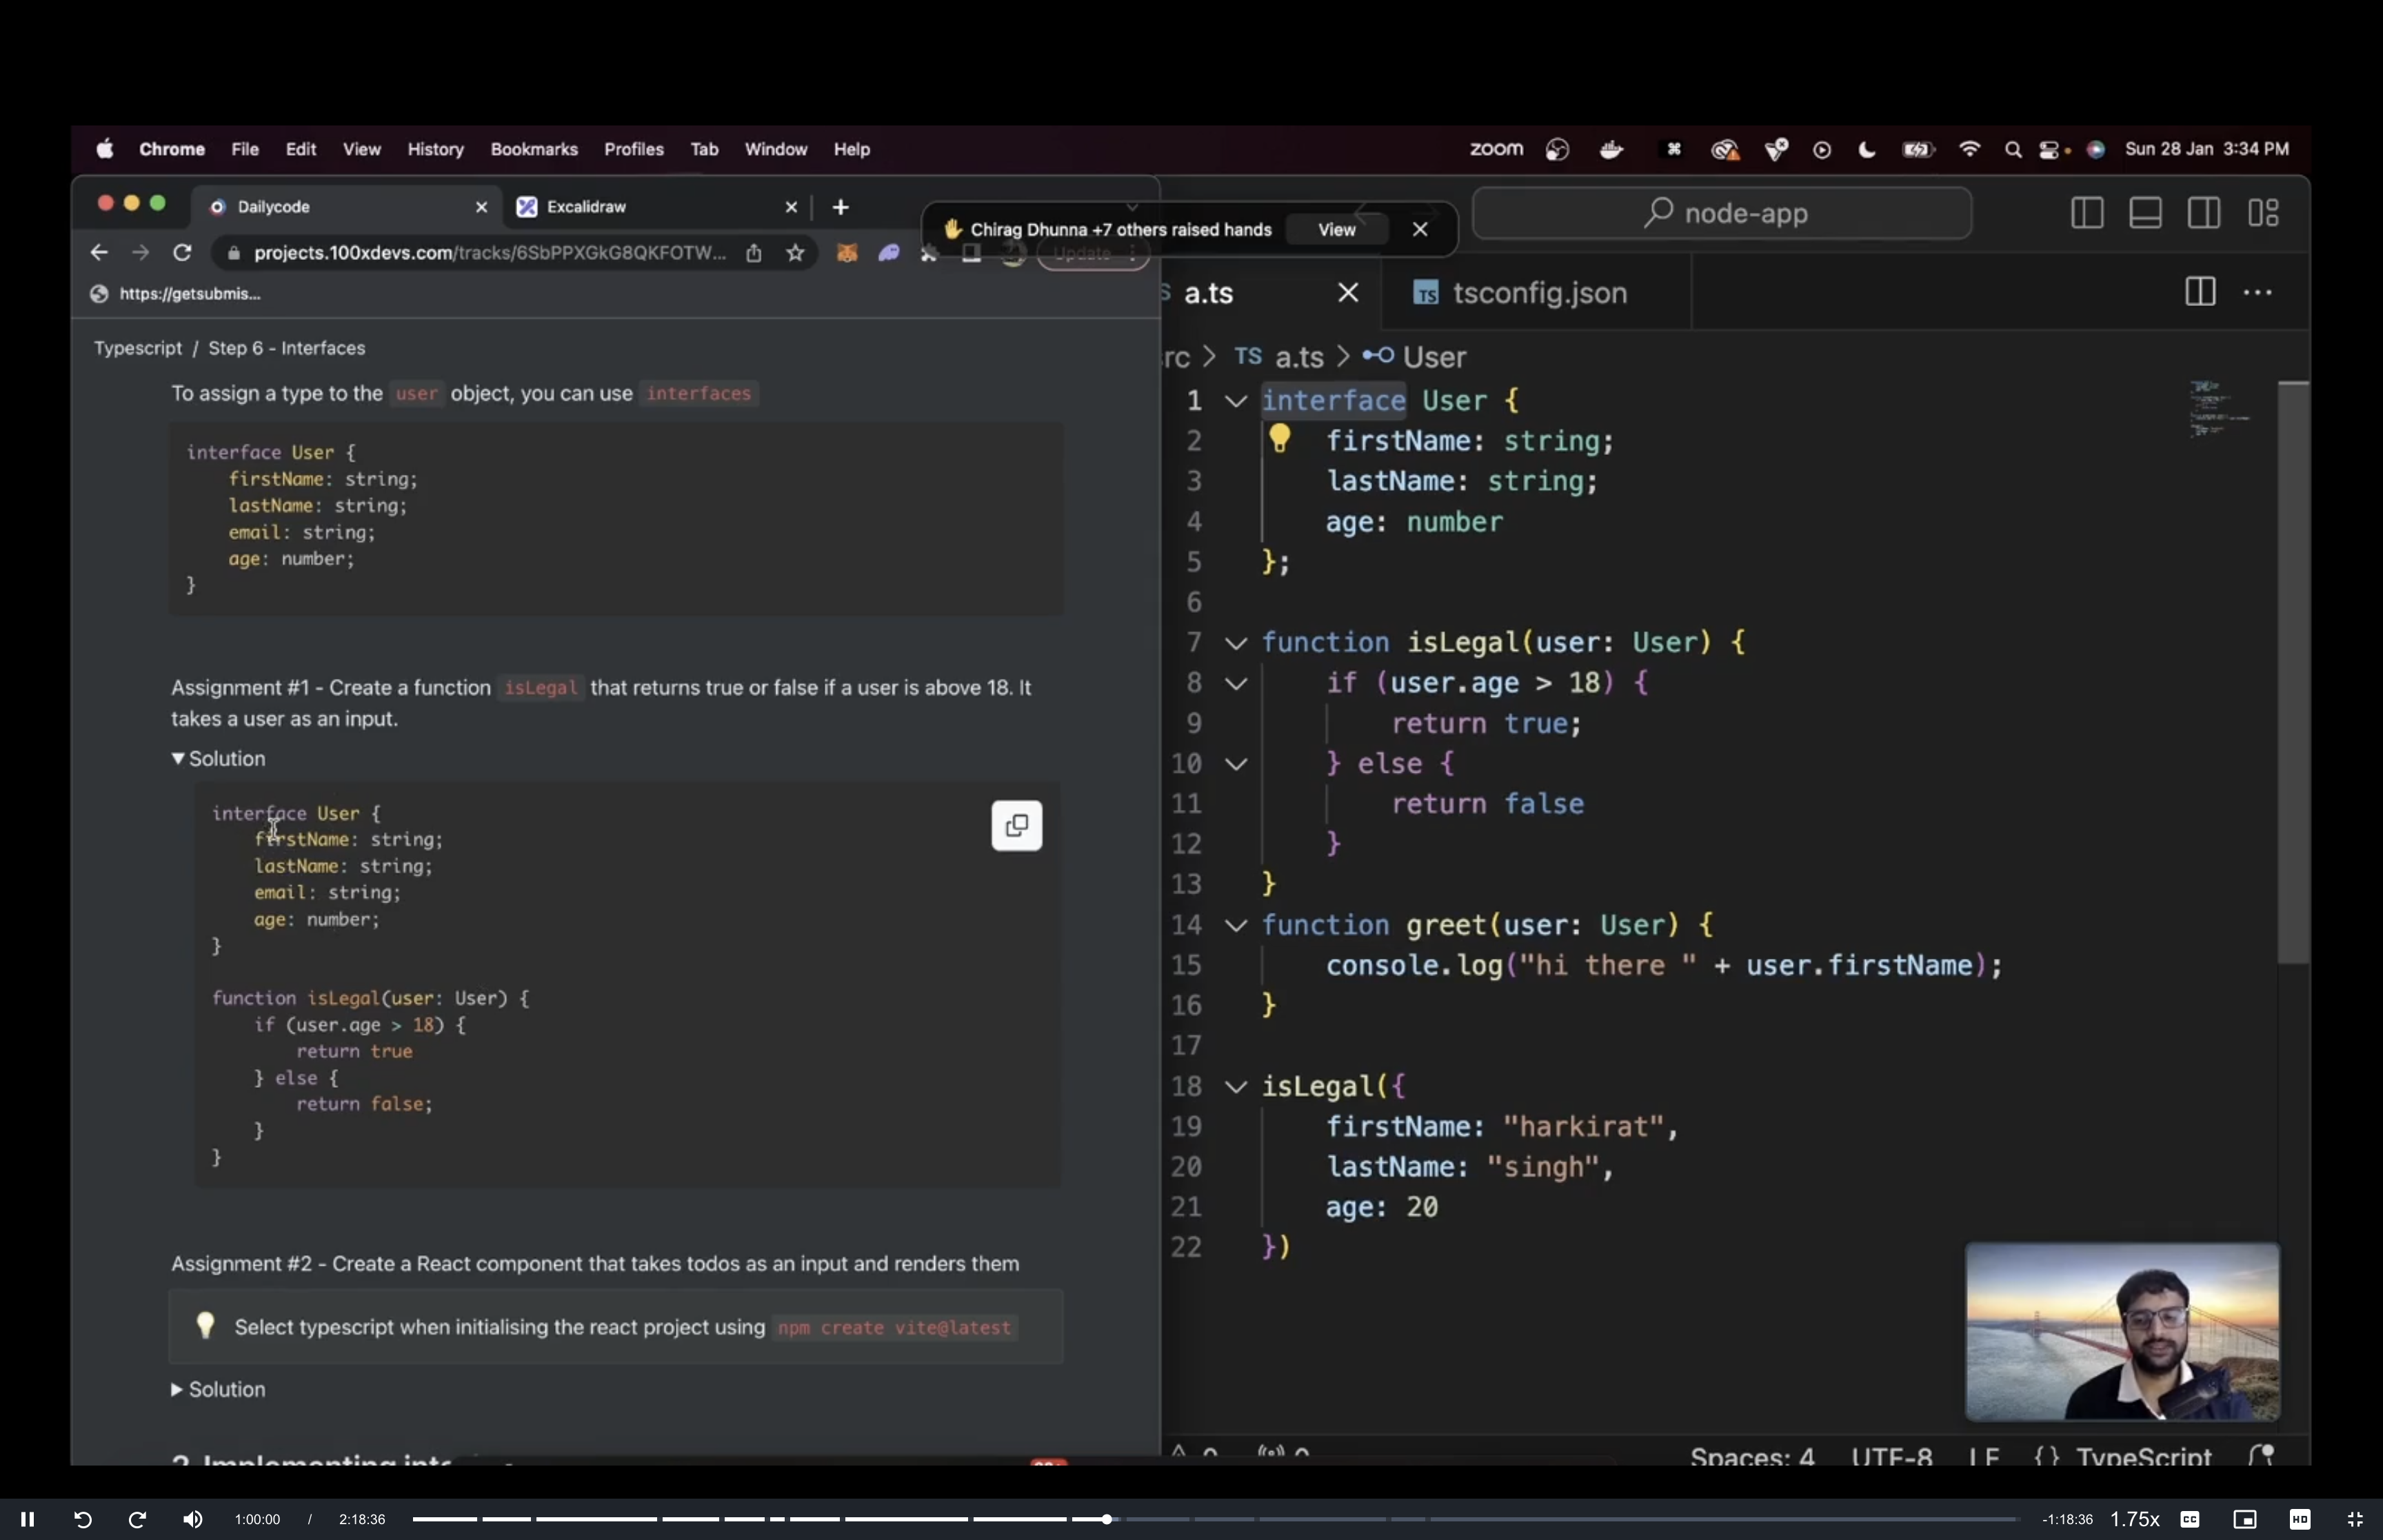 Chrome File Edit View History Bookmarks Profiles Tab Window Help
zoom
Sun 28 Jan 3:34 PM
Dailycode
Excalidraw
Chirag Dhunna +7 others raised hands View
projects.100xdevs.com/tracks/6SbPPXGkG8QKFOTW...
Update
https://getsubmis...
Typescript / Step 6 - Interfaces
To assign a type to the user object, you can use interfaces
interface User {
    firstName: string;
    lastName: string;
    email: string;
    age: number;
}
Assignment #1 - Create a function isLegal that returns true or false if a user is above 18. It
takes a user as an input.
Solution
interface User {
    firstName: string;
    lastName: string;
    email: string;
    age: number;
}
function isLegal(user: User) {
    if (user.age > 18) {
        return true
    } else {
        return false;
    }
}
Assignment #2 - Create a React component that takes todos as an input and renders them
Select typescript when initialising the react project using npm create vite@latest
Solution
node-app
a.ts
TS tsconfig.json
rc > TS a.ts > User
1 interface User {
2     firstName: string;
3     lastName: string;
4     age: number
5 };
6
7 function isLegal(user: User) {
8     if (user.age > 18) {
9         return true;
10     } else {
11         return false
12     }
13 }
14 function greet(user: User) {
15     console.log("hi there " + user.firstName);
16 }
17
18 isLegal({
19     firstName: "harkirat",
20     lastName: "singh",
21     age: 20
22 })
Spaces: 4 UTF-8 LF {} TypeScript
1:00:00 / 2:18:36
-1:18:36 1.75x CC HD